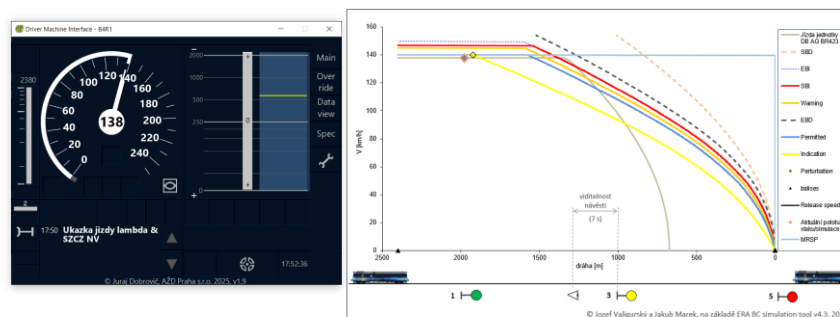 Driver Machine Interface - B4R1
2380
0
20
40
60
80
100
120
140
160
180
200
220
240
138
2000
1000
500
250
0
0
Main
Over
ride
Data
view
Spec
17:50 Ukazka jizdy lambda &
SZCZ NV
17:52:36
© Juraj Dobrovič, AŽD Praha s.r.o. 2025, v1.9
V [km/h]
160
140
120
100
80
60
40
20
0
2500
2000
1500
1000
500
0
dráha [m]
viditelnost
návěsti
(7 s)
Jízda jednotky
DB AG BR423
SBD
EBI
SBI
Warning
EBD
Permitted
Indication
Perturbation
balises
Release speed
Aktuální poloha
vlaku/simulace
MRSP
1
3
5
© Jozef Valigurský a Jakub Marek, na základě ERA BC simulation tool v4.3,